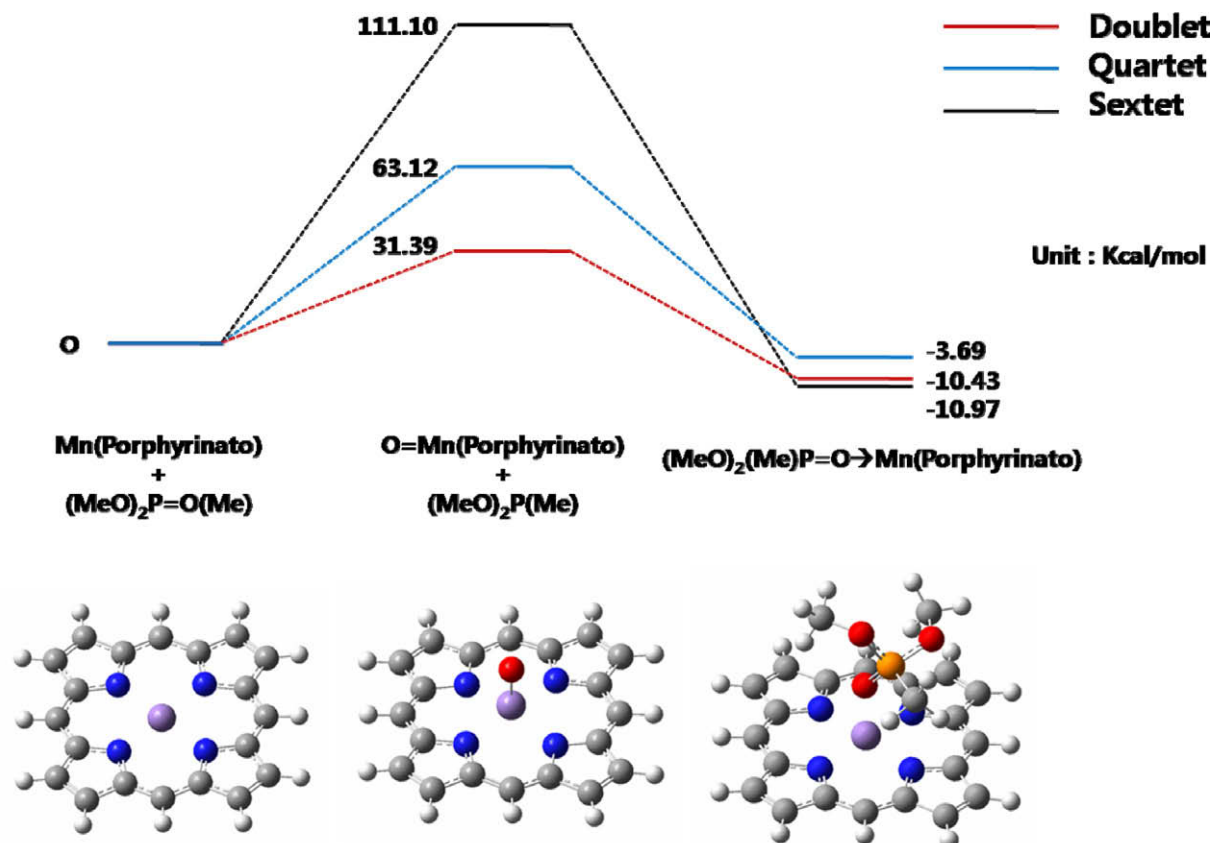 111.10
Doublet
Quartet
Sextet
63.12
31.39
Unit : Kcal/mol
O
-3.69
-10.43
-10.97
Mn(Porphyrinato)
+
(MeO)₂P=O(Me)
O=Mn(Porphyrinato)
+
(MeO)₂P(Me)
(MeO)₂(Me)P=O→Mn(Porphyrinato)